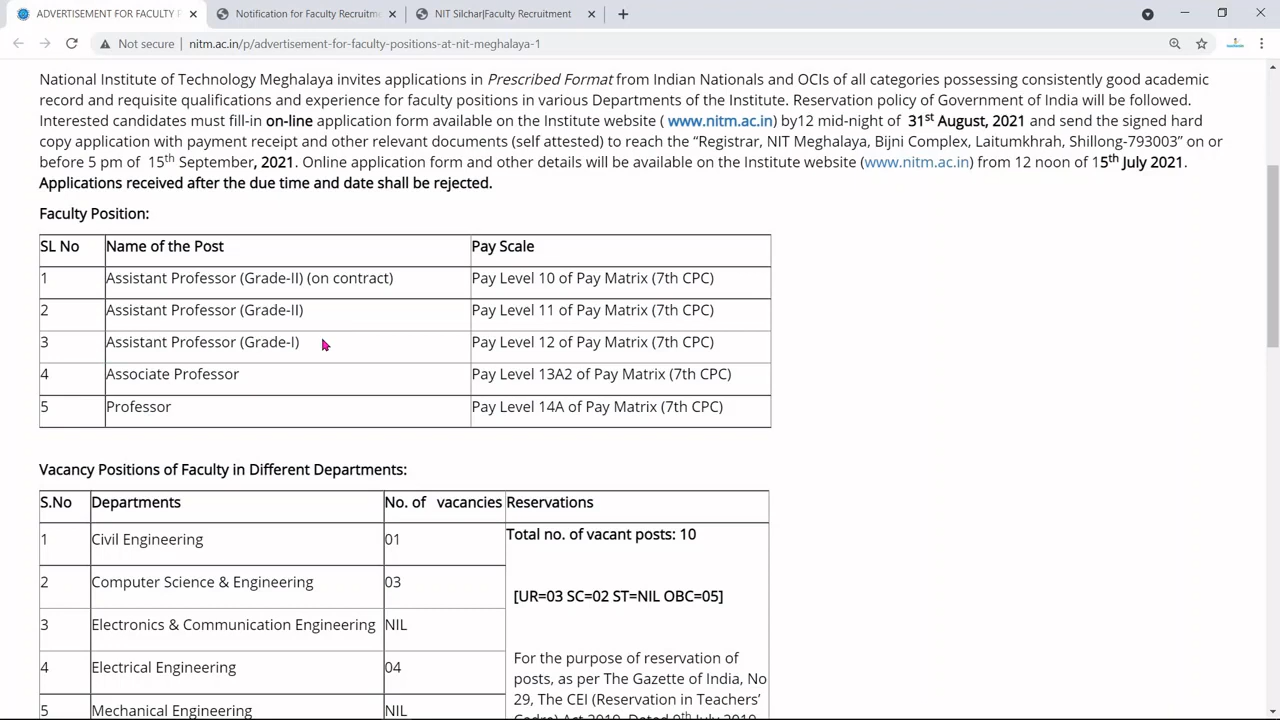 ADVERTISEMENT FOR FACULTY P
Notification for Faculty Recruitme
NIT Silchar|Faculty Recruitment
Not secure
nitm.ac.in/p/advertisement-for-faculty-positions-at-nit-meghalaya-1
National Institute of Technology Meghalaya invites applications in Prescribed Format from Indian Nationals and OCIs of all categories possessing consistently good academic
record and requisite qualifications and experience for faculty positions in various Departments of the Institute. Reservation policy of Government of India will be followed.
Interested candidates must fill-in on-line application form available on the Institute website ( www.nitm.ac.in) by12 mid-night of 31st August, 2021 and send the signed hard
copy application with payment receipt and other relevant documents (self attested) to reach the “Registrar, NIT Meghalaya, Bijni Complex, Laitumkhrah, Shillong-793003” on or
before 5 pm of 15th September, 2021. Online application form and other details will be available on the Institute website (www.nitm.ac.in) from 12 noon of 15th July 2021.
Applications received after the due time and date shall be rejected.
Faculty Position:
SL No Name of the Post Pay Scale
1 Assistant Professor (Grade-II) (on contract) Pay Level 10 of Pay Matrix (7th CPC)
2 Assistant Professor (Grade-II) Pay Level 11 of Pay Matrix (7th CPC)
3 Assistant Professor (Grade-I) Pay Level 12 of Pay Matrix (7th CPC)
4 Associate Professor Pay Level 13A2 of Pay Matrix (7th CPC)
5 Professor Pay Level 14A of Pay Matrix (7th CPC)
Vacancy Positions of Faculty in Different Departments:
S.No Departments No. of vacancies Reservations
1 Civil Engineering 01
Total no. of vacant posts: 10
2 Computer Science & Engineering 03
[UR=03 SC=02 ST=NIL OBC=05]
3 Electronics & Communication Engineering NIL
For the purpose of reservation of
4 Electrical Engineering 04
posts, as per The Gazette of India, No
29, The CEI (Reservation in Teachers’
5 Mechanical Engineering NIL
Cadre) Act 2019, Dated 9th July 2019